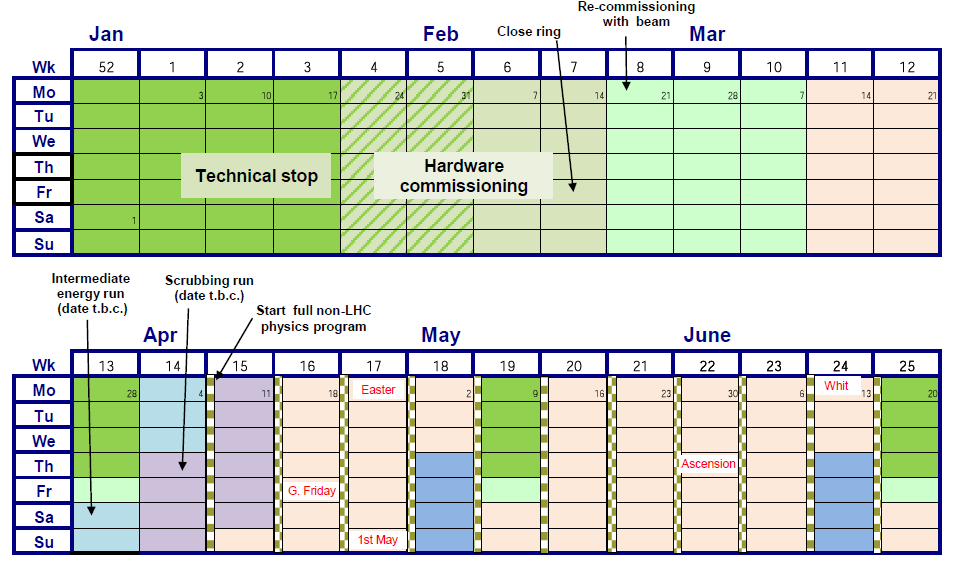 Re-commissioning
with beam
Close ring
Jan Feb Mar
Wk 52 1 2 3 4 5 6 7 8 9 10 11 12
Mo 3 10 17 24 31 7 14 21 28 7 14 21
Tu
We
Th
Fr
Technical stop
Hardware
commissioning
Sa 1
Su
Intermediate
energy run
(date t.b.c.)
Scrubbing run
(date t.b.c.)
Start full non-LHC
physics program
Apr May June
Wk 13 14 15 16 17 18 19 20 21 22 23 24 25
Mo 28 4 11 18 Easter 2 9 16 23 30 6 Whit 13 20
Tu
We
Th Ascension
Fr G. Friday
Sa
Su 1st May